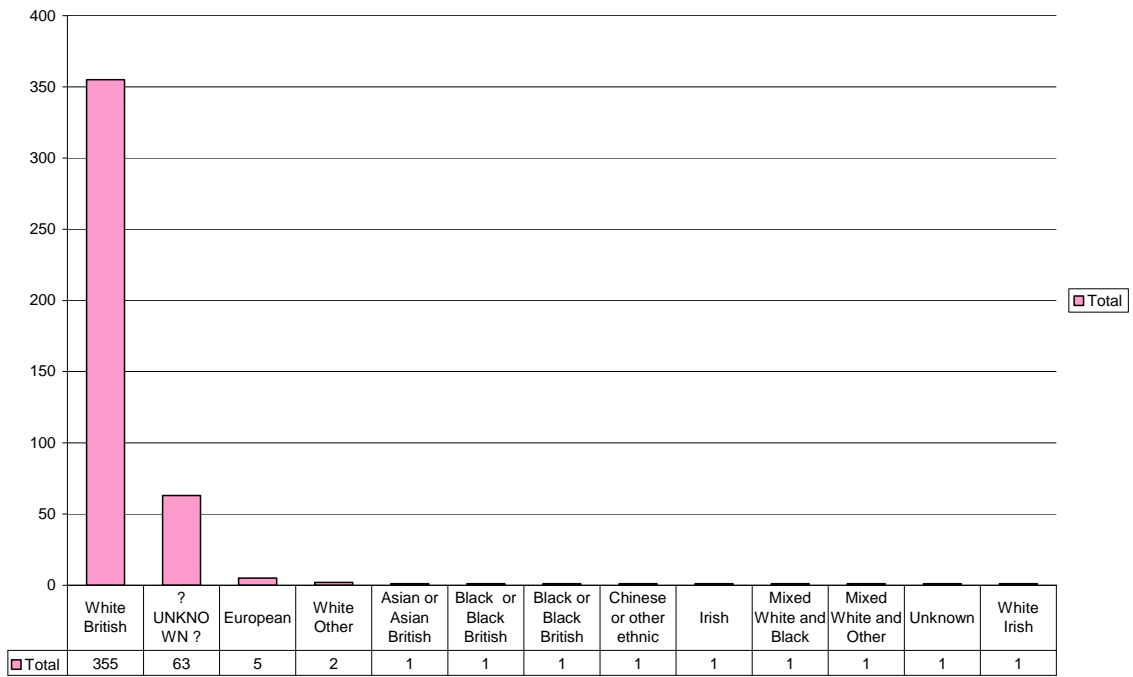 400
350
300
250
200
150
100
50
0
Total
White British
? UNKNO WN ?
European
White Other
Asian or Asian British
Black or Black British
Black or Black British
Chinese or other ethnic
Irish
Mixed White and Black
Mixed White and Other
Unknown
White Irish
Total 355 63 5 2 1 1 1 1 1 1 1 1 1